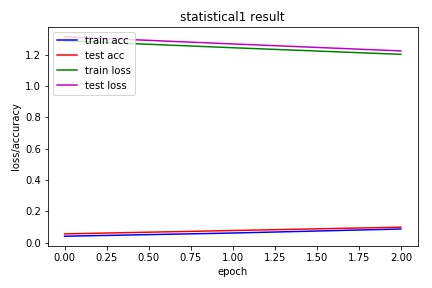 statistical1 result
train acc
test acc
train loss
test loss
loss/accuracy
1.2
1.0
0.8
0.6
0.4
0.2
0.0
0.00 0.25 0.50 0.75 1.00 1.25 1.50 1.75 2.00
epoch